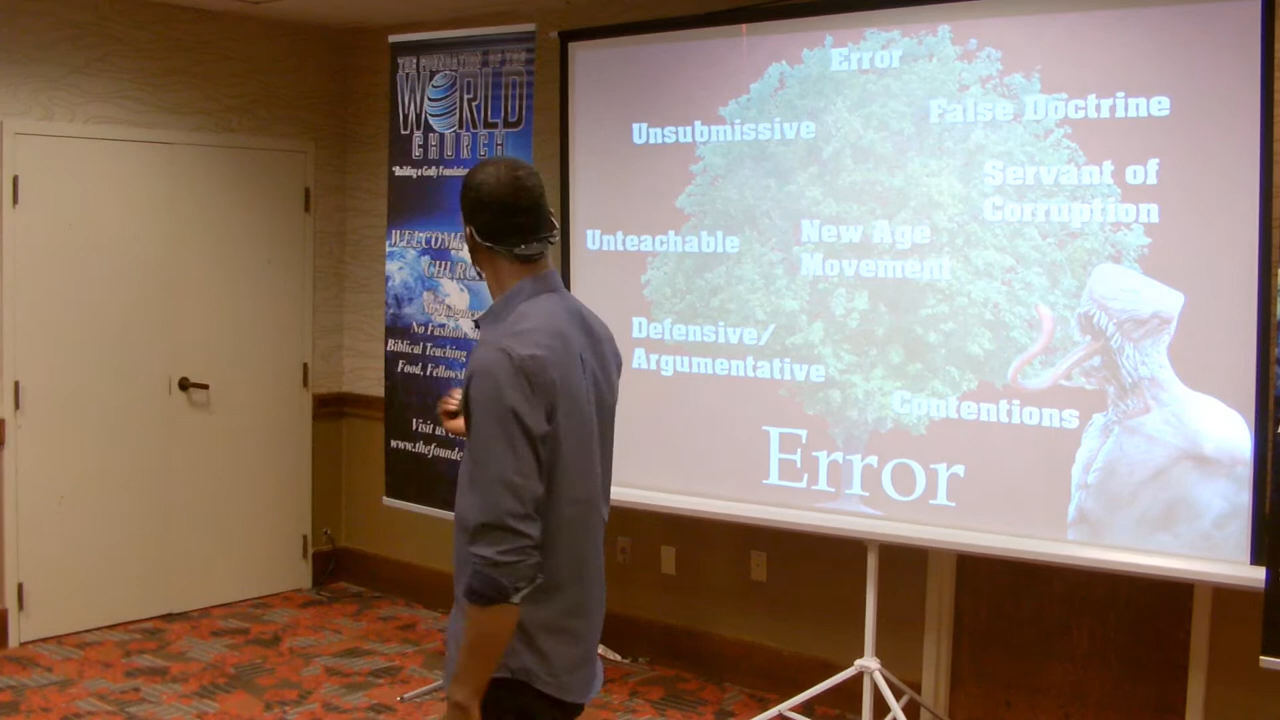 THE FOUNDATION OF THE
WORLD
CHURCH
"Building a Godly Foundation
WELCOME
CHURCH
No
No Fashion
Biblical Teaching
Food,
Visit us
www.thefounde
Error
False Doctrine
Unsubmissive
Servant of
Corruption
Unteachable
New Age
Movement
Defensive/
Argumentative
Contentions
Error